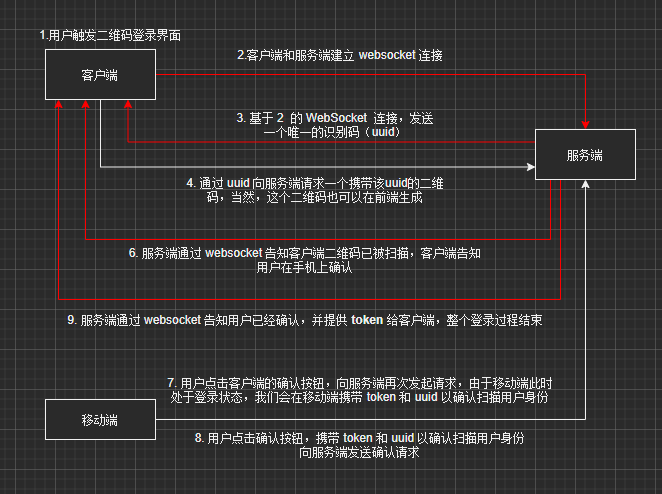 1.用户触发二维码登录界面
客户端
2.客户端和服务端建立 websocket 连接
3. 基于 2 的 WebSocket 连接，发送
一个唯一的识别码（uuid）
服务端
4. 通过 uuid 向服务端请求一个携带该uuid的二维
码，当然，这个二维码也可以在前端生成
6. 服务端通过 websocket 告知客户端二维码已被扫描，客户端告知
用户在手机上确认
9. 服务端通过 websocket 告知用户已经确认，并提供 token 给客户端，整个登录过程结束
7. 用户点击客户端的确认按钮，向服务端再次发起请求，由于移动端此时
处于登录状态，我们会在移动端携带 token 和 uuid 以确认扫描用户身份
移动端
8. 用户点击确认按钮，携带 token 和 uuid 以确认扫描用户身份
向服务端发送确认请求